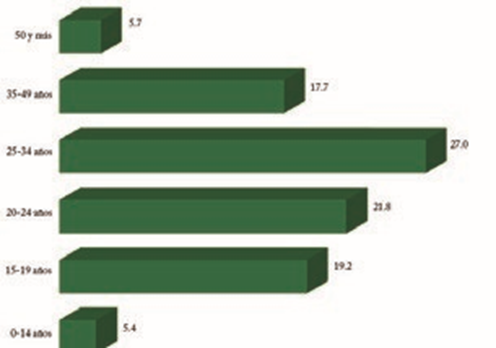 50 y más 5.7
35-49 años 17.7
25-34 años 27.0
20-24 años 21.8
15-19 años 19.2
0-14 años 5.4